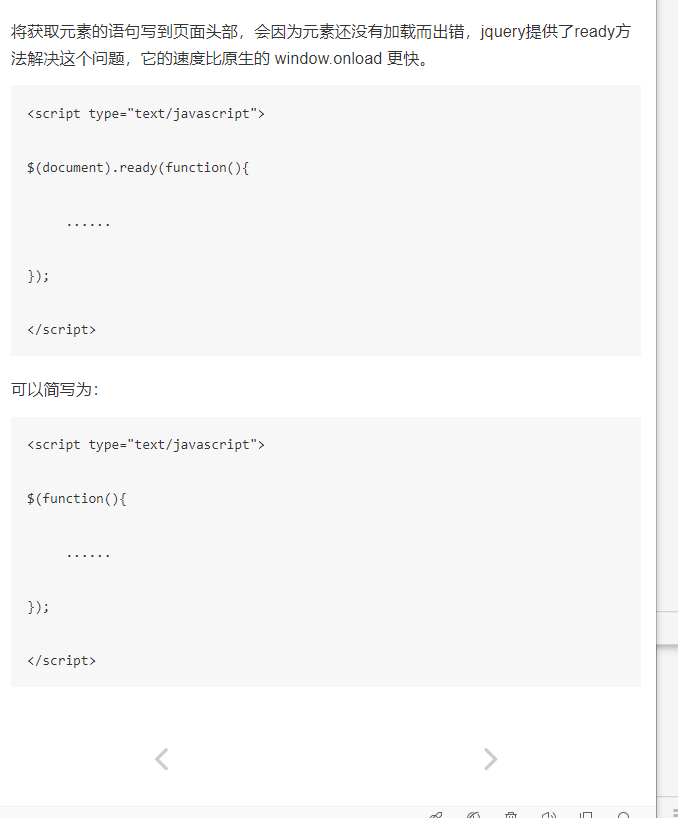 将获取元素的语句写到页面头部，会因为元素还没有加载而出错，jquery提供了ready方
法解决这个问题，它的速度比原生的 window.onload 更快。
<script type="text/javascript">
$(document).ready(function(){
......
});
</script>
可以简写为：
<script type="text/javascript">
$(function(){
......
});
</script>